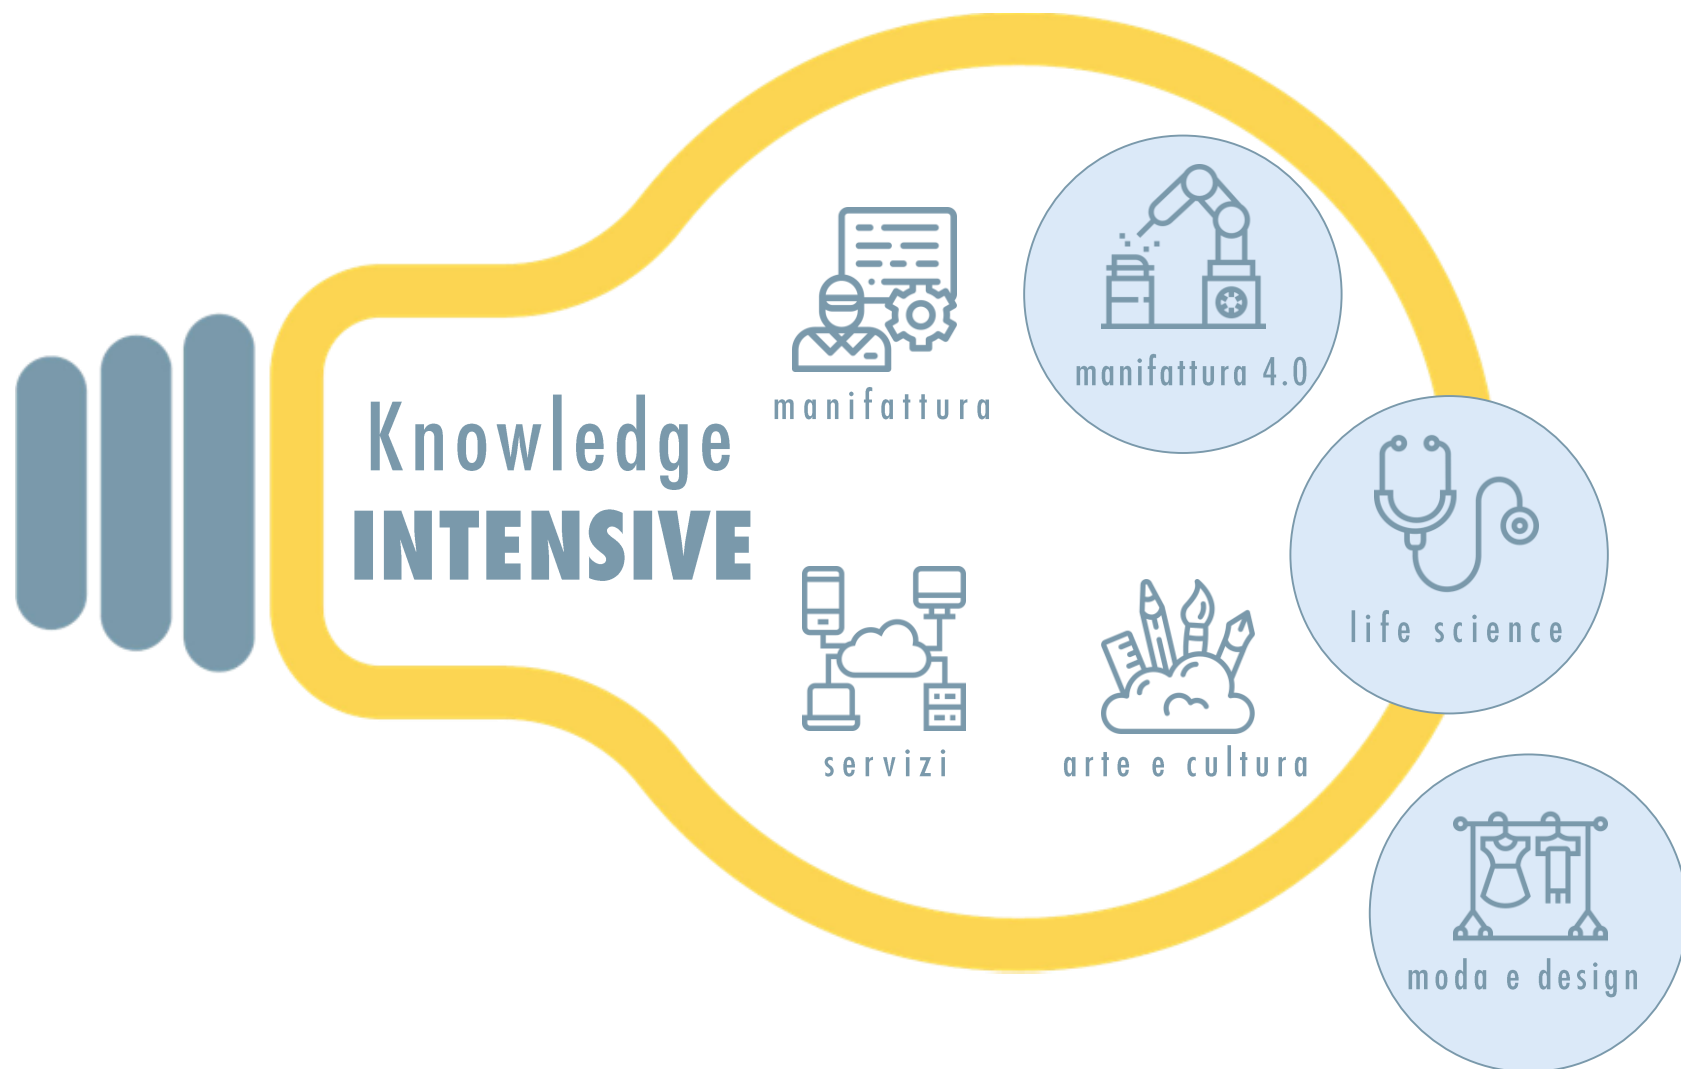 Knowledge
INTENSIVE
manifattura
manifattura 4.0
life science
servizi
arte e cultura
moda e design